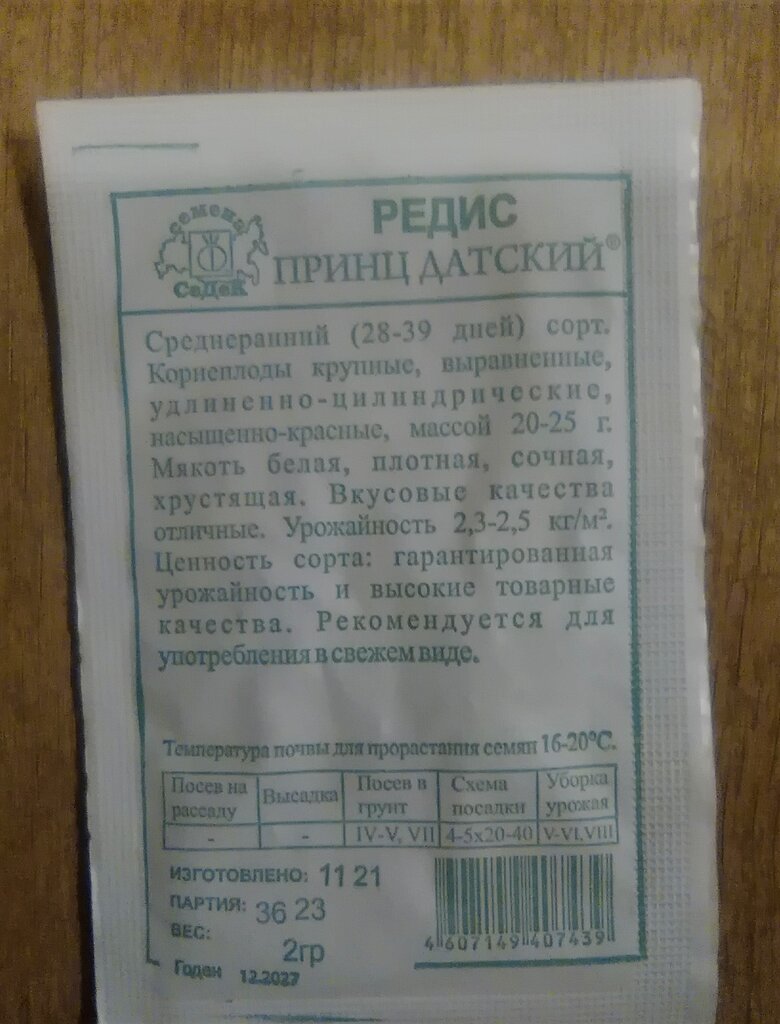 семена
СеДеК
РЕДИС
ПРИНЦ ДАТСКИЙ®
Среднеранний (28-39 дней) сорт.
Корнеплоды крупные, выравненные,
удлиненно-цилиндрические,
насыщенно-красные, массой 20-25 г.
Мякоть белая, плотная, сочная,
хрустящая. Вкусовые качества
отличные. Урожайность 2,3-2,5 кг/м².
Ценность сорта: гарантированная
урожайность и высокие товарные
качества. Рекомендуется для
употребления в свежем виде.
Температура почвы для прорастания семян 16-20°С.
Посев на рассаду Высадка Посев в грунт Схема посадки Уборка урожая
- - IV-V, VII 4-5х20-40 V-VI,VIII
ИЗГОТОВЛЕНО: 11 21
ПАРТИЯ: 36 23
ВЕС: 2гр
Годен 12.2027
4 607149 407439